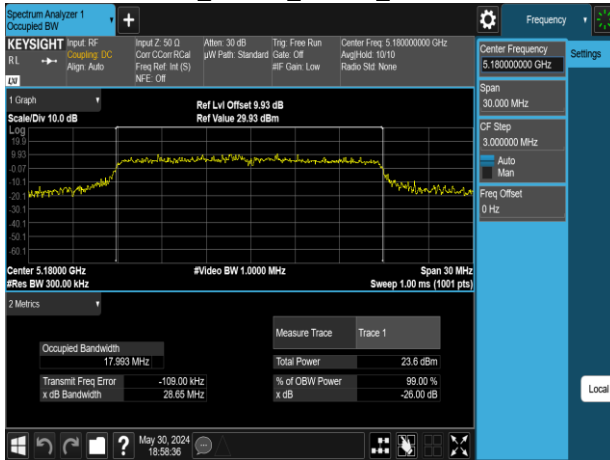 Spectrum Analyzer 1
Occupied BW
Frequency
KEYSIGHT
RL
LXI
Input: RF
Coupling: DC
Align: Auto
Input Z: 50 Ω
Corr CCorr RCal
Freq Ref: Int (S)
NFE: Off
Atten: 30 dB
µW Path: Standard
Trig: Free Run
Gate: Off
#IF Gain: Low
Center Freq: 5.180000000 GHz
Avg|Hold: 10/10
Radio Std: None
Center Frequency
5.180000000 GHz
Settings
Span
30.000 MHz
CF Step
3.000000 MHz
Auto
Man
Freq Offset
0 Hz
Local
1 Graph
Scale/Div 10.0 dB
Ref Lvl Offset 9.93 dB
Ref Value 29.93 dBm
Log
19.9
9.93
-0.07
-10.1
-20.1
-30.1
-40.1
-50.1
-60.1
Center 5.18000 GHz
#Res BW 300.00 kHz
#Video BW 1.0000 MHz
Span 30 MHz
Sweep 1.00 ms (1001 pts)
2 Metrics
Measure Trace Trace 1
Occupied Bandwidth
17.993 MHz
Total Power 23.6 dBm
Transmit Freq Error -109.00 kHz
% of OBW Power 99.00 %
x dB Bandwidth 28.65 MHz
x dB -26.00 dB
?
May 30, 2024
18:58:36